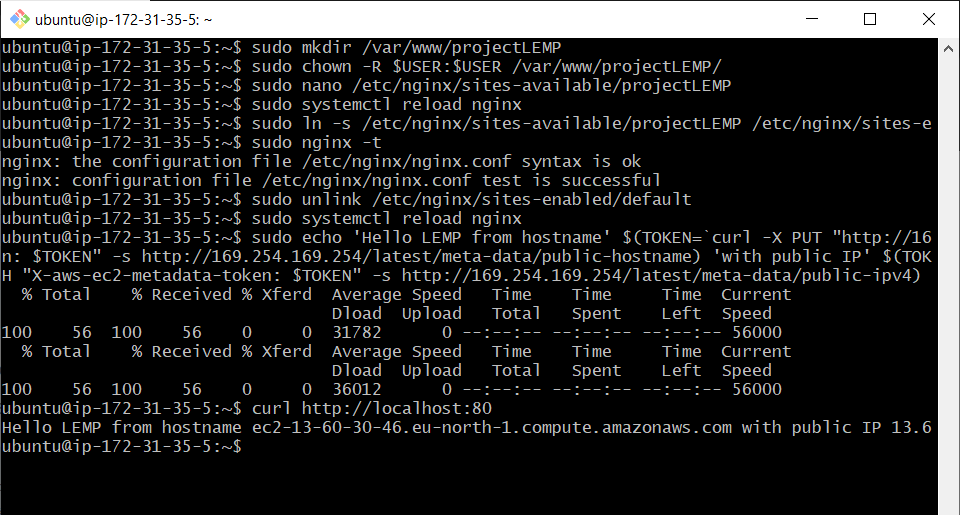 ubuntu@ip-172-31-35-5: ~
ubuntu@ip-172-31-35-5:~$ sudo mkdir /var/www/projectLEMP
ubuntu@ip-172-31-35-5:~$ sudo chown -R $USER:$USER /var/www/projectLEMP/
ubuntu@ip-172-31-35-5:~$ sudo nano /etc/nginx/sites-available/projectLEMP
ubuntu@ip-172-31-35-5:~$ sudo systemctl reload nginx
ubuntu@ip-172-31-35-5:~$ sudo ln -s /etc/nginx/sites-available/projectLEMP /etc/nginx/sites-e
ubuntu@ip-172-31-35-5:~$ sudo nginx -t
nginx: the configuration file /etc/nginx/nginx.conf syntax is ok
nginx: configuration file /etc/nginx/nginx.conf test is successful
ubuntu@ip-172-31-35-5:~$ sudo unlink /etc/nginx/sites-enabled/default
ubuntu@ip-172-31-35-5:~$ sudo systemctl reload nginx
ubuntu@ip-172-31-35-5:~$ sudo echo 'Hello LEMP from hostname' $(TOKEN=`curl -X PUT "http://16
n: $TOKEN" -s http://169.254.169.254/latest/meta-data/public-hostname) 'with public IP' $(TOK
H "X-aws-ec2-metadata-token: $TOKEN" -s http://169.254.169.254/latest/meta-data/public-ipv4)
  % Total    % Received % Xferd  Average Speed   Time    Time     Time  Current
                                 Dload  Upload   Total   Spent    Left  Speed
100    56  100    56    0     0  31782      0 --:--:-- --:--:-- --:--:-- 56000
  % Total    % Received % Xferd  Average Speed   Time    Time     Time  Current
                                 Dload  Upload   Total   Spent    Left  Speed
100    56  100    56    0     0  36012      0 --:--:-- --:--:-- --:--:-- 56000
ubuntu@ip-172-31-35-5:~$ curl http://localhost:80
Hello LEMP from hostname ec2-13-60-30-46.eu-north-1.compute.amazonaws.com with public IP 13.6
ubuntu@ip-172-31-35-5:~$